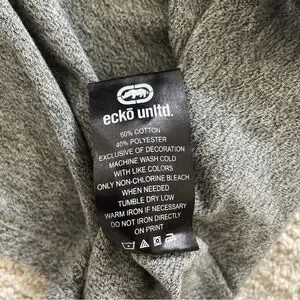 eckō unltd.
60% COTTON
40% POLYESTER
EXCLUSIVE OF DECORATION
MACHINE WASH COLD
WITH LIKE COLORS
ONLY NON-CHLORINE BLEACH
WHEN NEEDED
TUMBLE DRY LOW
WARM IRON IF NECESSARY
DO NOT IRON DIRECTLY
ON PRINT